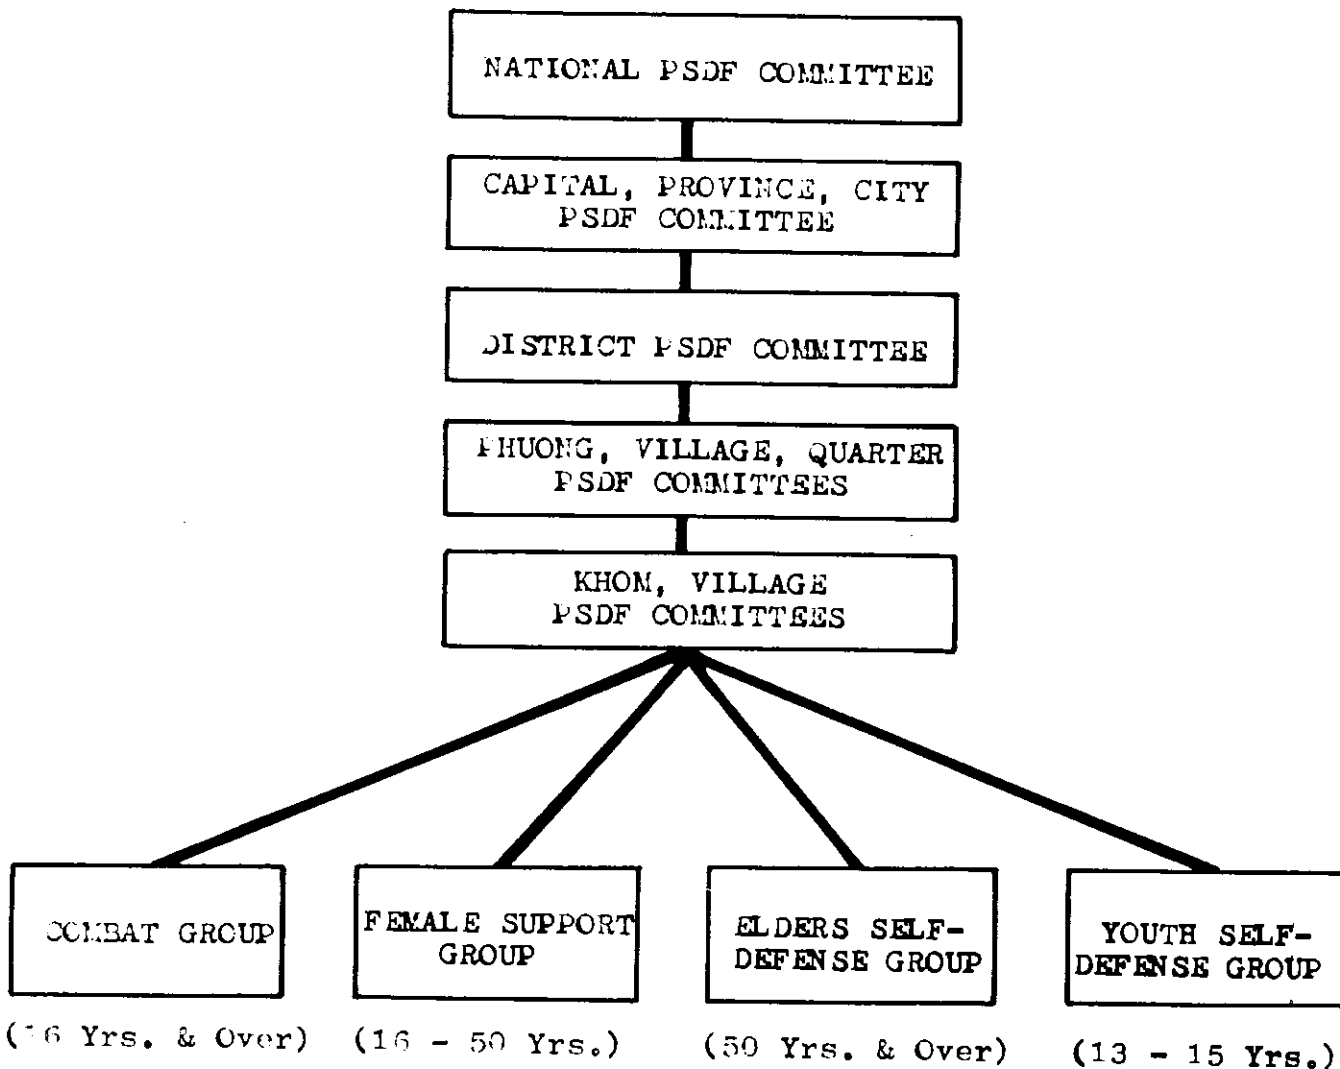 NATIONAL PSDF COMMITTEE
CAPITAL, PROVINCE, CITY
PSDF COMMITTEE
DISTRICT PSDF COMMITTEE
PHUONG, VILLAGE, QUARTER
PSDF COMMITTEES
KHOM, VILLAGE
PSDF COMMITTEES
COMBAT GROUP
FEMALE SUPPORT
GROUP
ELDERS SELF-
DEFENSE GROUP
YOUTH SELF-
DEFENSE GROUP
(16 Yrs. & Over)
(16 - 50 Yrs.)
(50 Yrs. & Over)
(13 - 15 Yrs.)